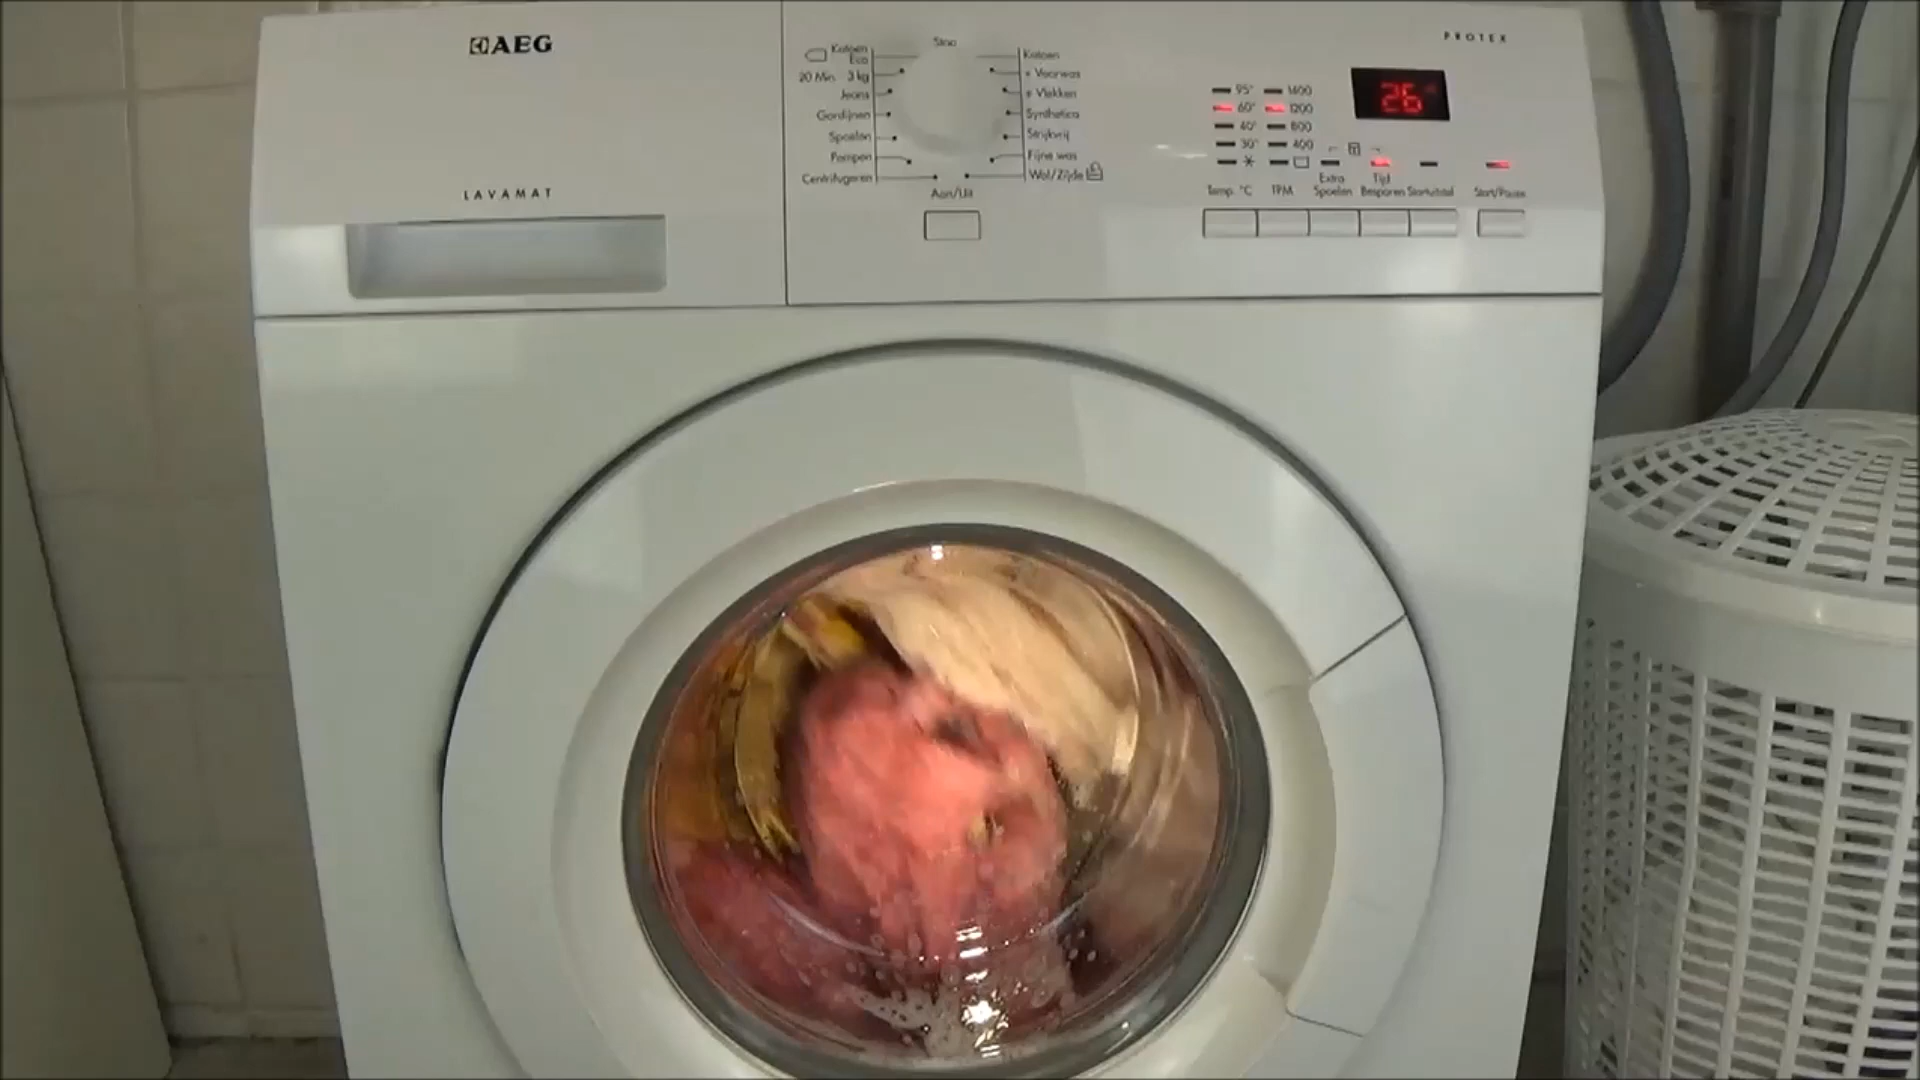 AEG
LAVAMAT
Stop
Katoen
Eco
20 Min. 3 kg
Jeans
Gordijnen
Spoelen
Pompen
Centrifugeren
Katoen
+ Voorwas
+ Vlekken
Synthetica
Strijkvrij
Fijne was
Wol/Zijde
Aan/Uit
PROTEX
26
95° 1400
60° 1200
40° 800
30° 400
Temp. °C
TPM
Extra
Spoelen
Tijd
Besparen
Startuitstel
Start/Pauze